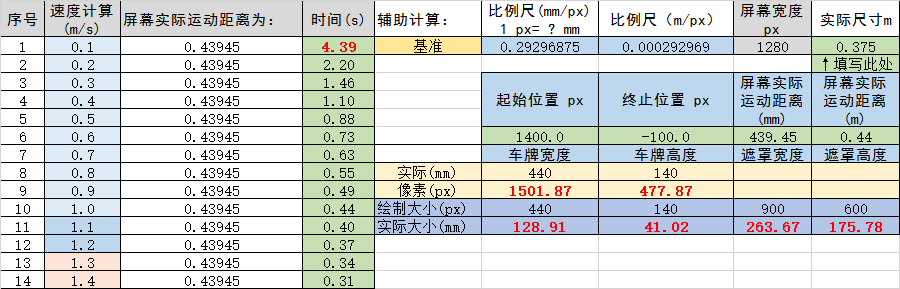 序号 速度计算(m/s) 屏幕实际运动距离为: 时间(s) 辅助计算: 比例尺(mm/px) 1 px= ? mm 比例尺 (m/px) 屏幕宽度 px 实际尺寸m
1 0.1 0.43945 4.39 基准 0.29296875 0.000292969 1280 0.375
2 0.2 0.43945 2.20 ↑填写此处
3 0.3 0.43945 1.46 起始位置 px 终止位置 px 屏幕实际运动距离(mm) 屏幕实际运动距离(m)
4 0.4 0.43945 1.10
5 0.5 0.43945 0.88
6 0.6 0.43945 0.73 1400.0 -100.0 439.45 0.44
7 0.7 0.43945 0.63 车牌宽度 车牌高度 遮罩宽度 遮罩高度
8 0.8 0.43945 0.55 实际(mm) 440 140
9 0.9 0.43945 0.49 像素(px) 1501.87 477.87
10 1.0 0.43945 0.44 绘制大小(px) 440 140 900 600
11 1.1 0.43945 0.40 实际大小(mm) 128.91 41.02 263.67 175.78
12 1.2 0.43945 0.37
13 1.3 0.43945 0.34
14 1.4 0.43945 0.31